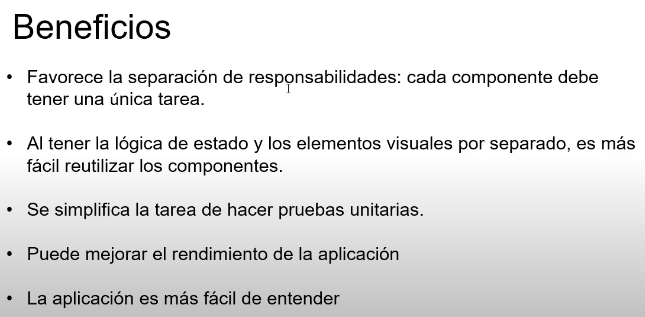 Beneficios
• Favorece la separación de responsabilidades: cada componente debe
tener una única tarea.
• Al tener la lógica de estado y los elementos visuales por separado, es más
fácil reutilizar los componentes.
• Se simplifica la tarea de hacer pruebas unitarias.
• Puede mejorar el rendimiento de la aplicación
• La aplicación es más fácil de entender